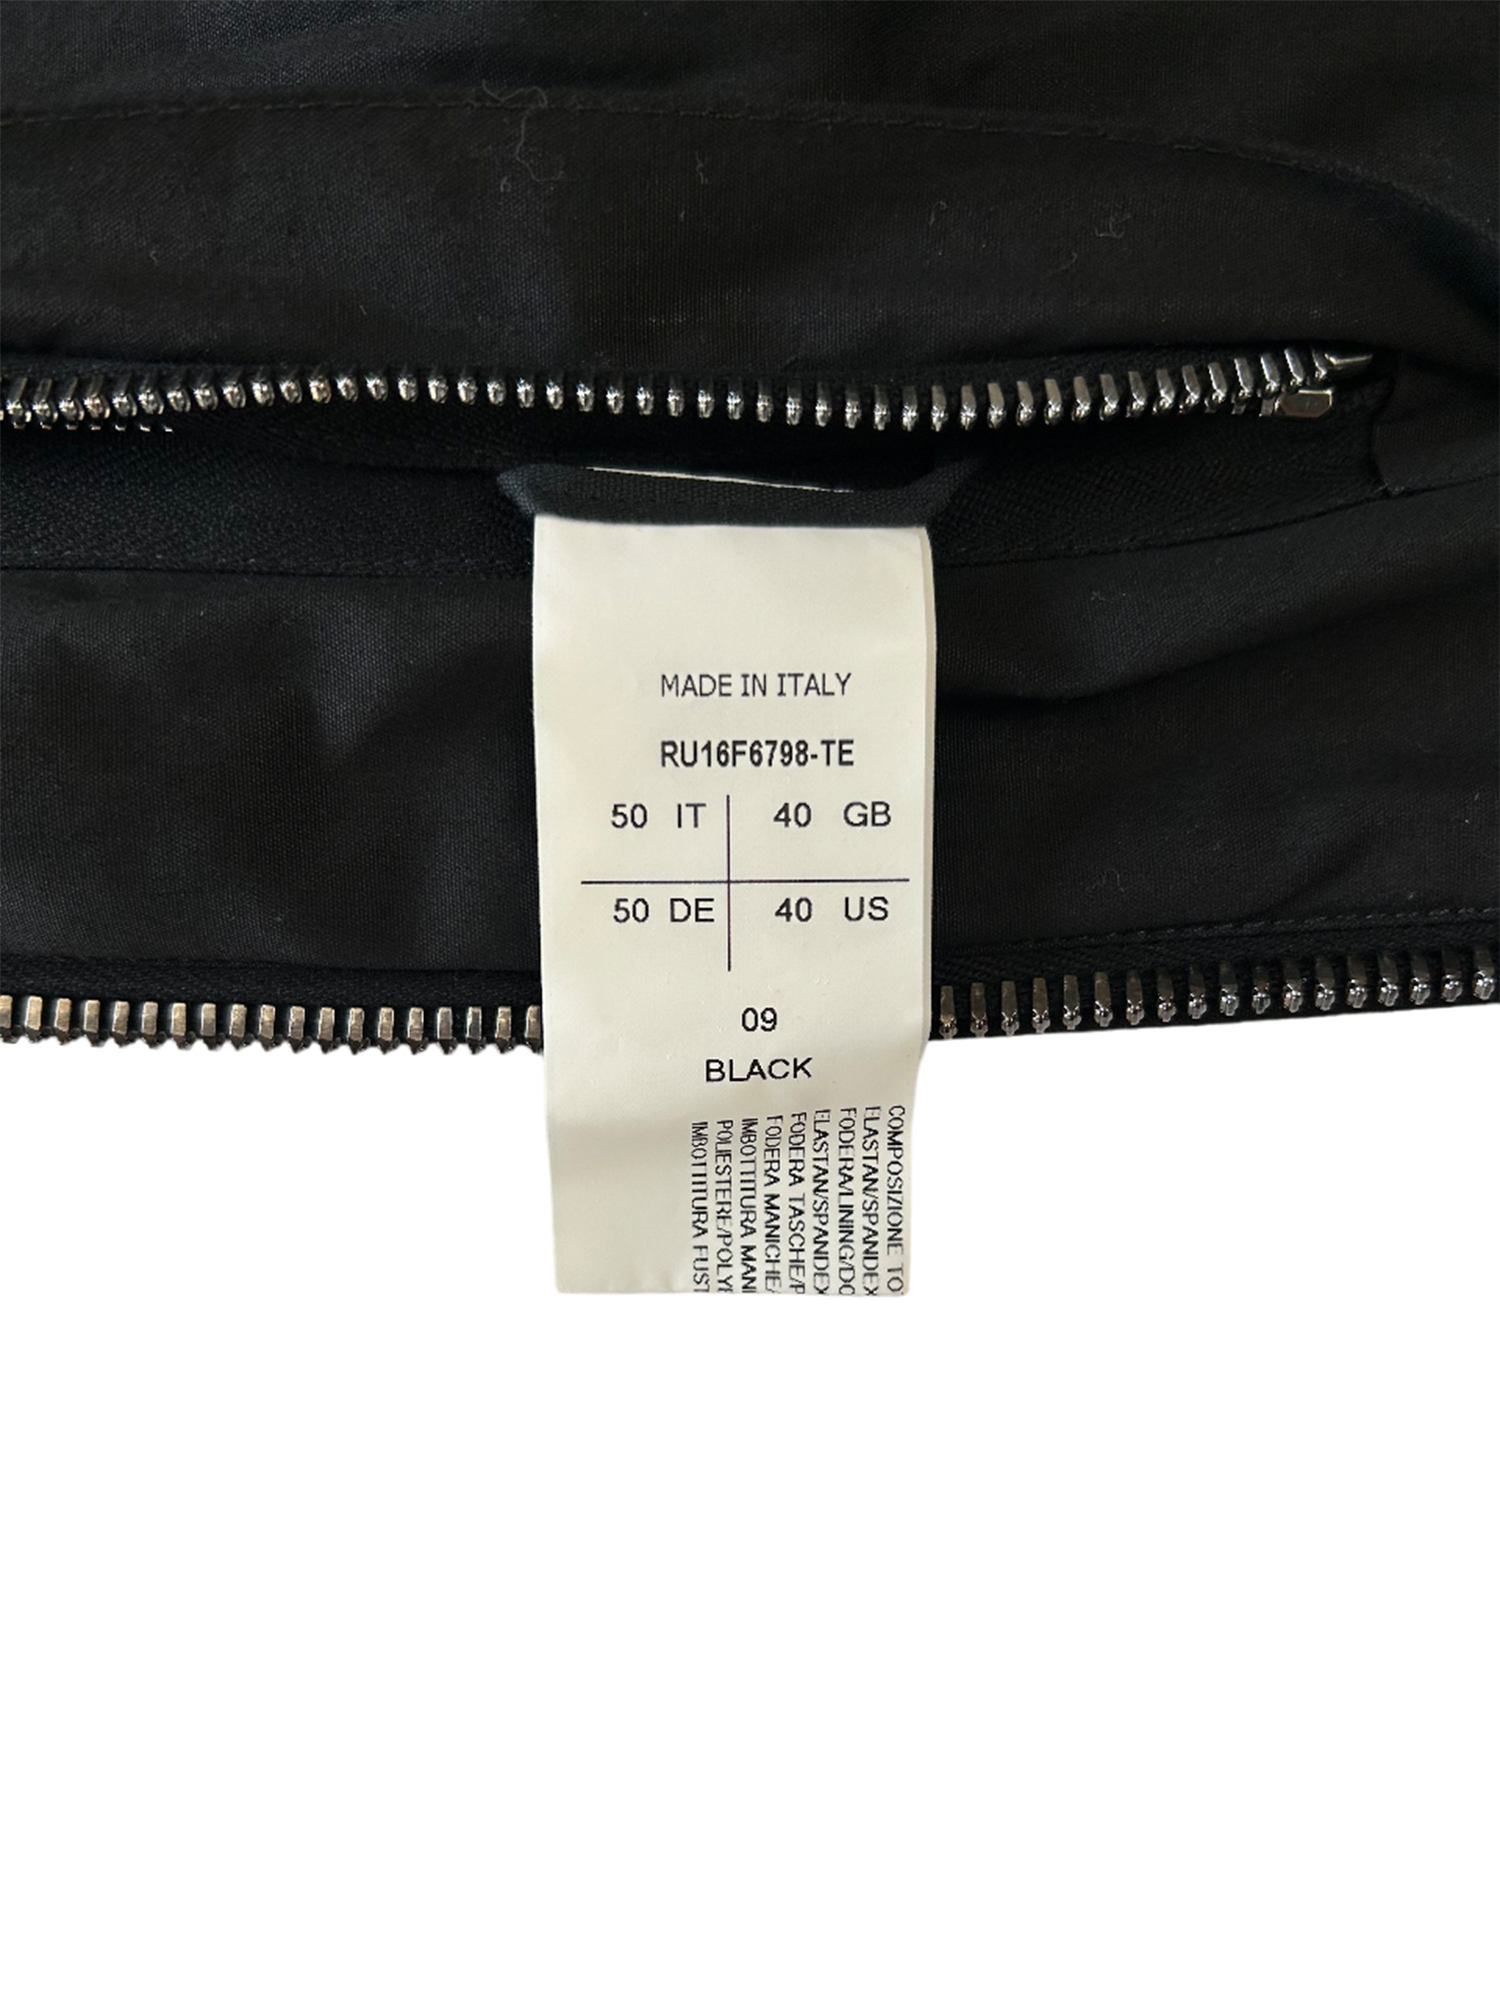 MADE IN ITALY
RU16F6798-TE
50 IT 40 GB
50 DE 40 US
09
BLACK
COMPOSIZIONE TO
ELASTAN/SPANDEX
FODERA/LINING/DO
ELASTAN/SPANDEX
FODERA TASCHE/P
FODERA MANICHE/
IMBOTTITURA MANI
POLIESTERE/POLYE
IMBOTTITURA FUST